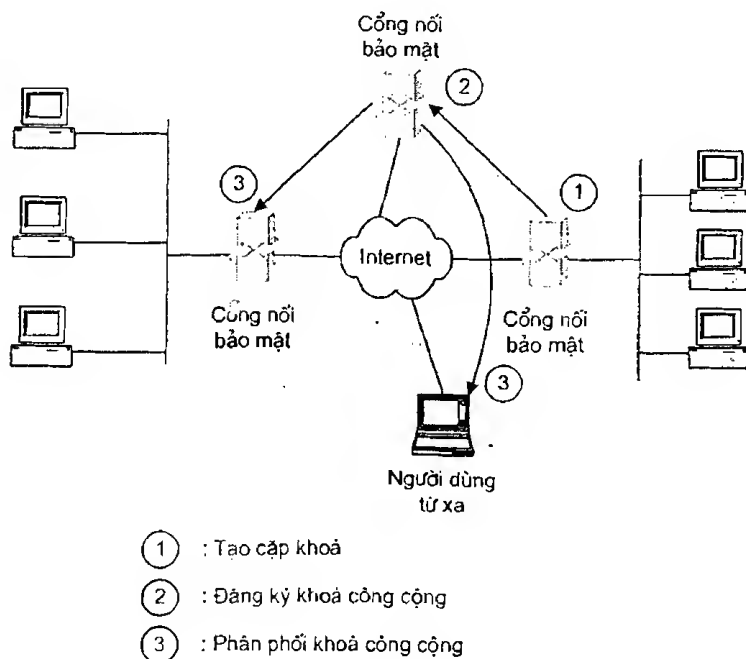 Cổng nối
bảo mật
2
3
1
Internet
Cổng nối
bảo mật
Cổng nối
bảo mật
3
Người dùng
từ xa
1 : Tạo cặp khoá
2 : Đăng ký khoá công cộng
3 : Phân phối khoá công cộng